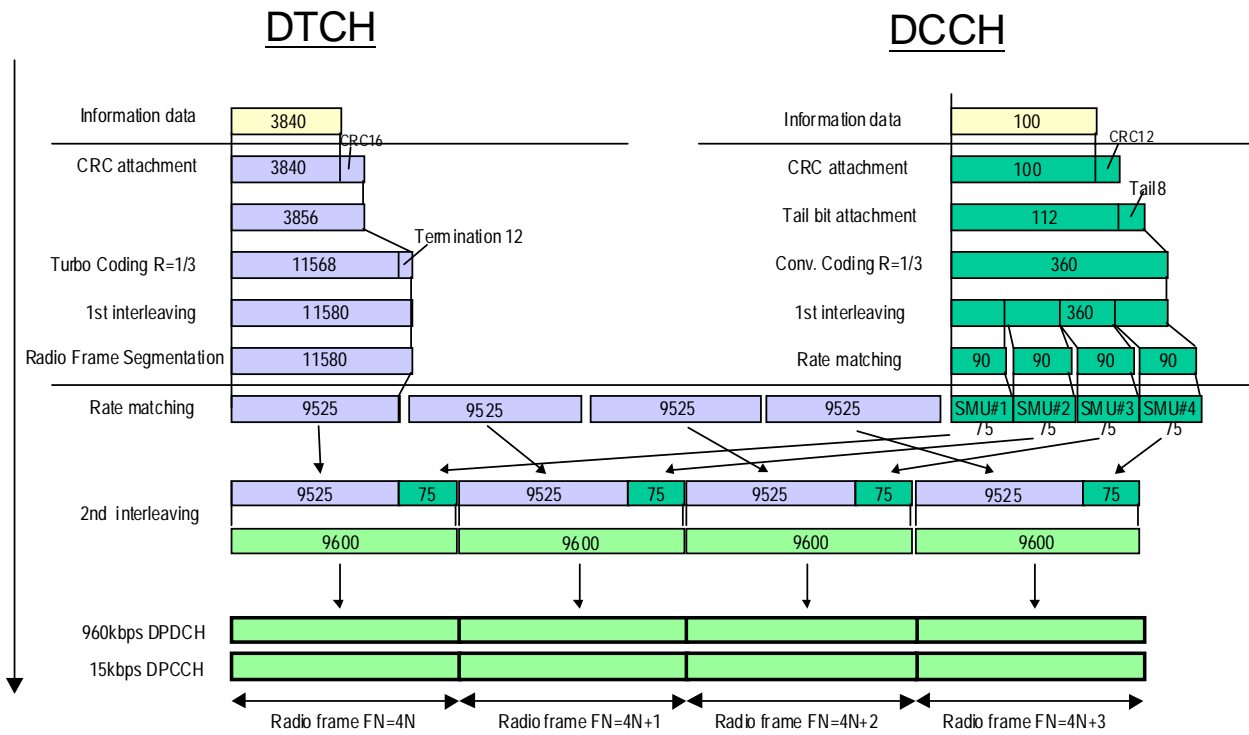 DTCH
DCCH
Information data
3840
CRC16
CRC attachment
3840
3856
Termination 12
Turbo Coding R=1/3
11568
1st interleaving
11580
Radio Frame Segmentation
11580
Information data
100
CRC12
CRC attachment
100
Tail8
Tail bit attachment
112
Conv. Coding R=1/3
360
1st interleaving
360
Rate matching
90 90 90 90
Rate matching
9525 9525 9525 9525
SMU#1 SMU#2 SMU#3 SMU#4
75 75 75 75
2nd interleaving
9525 75 9525 75 9525 75 9525 75
9600 9600 9600 9600
960kbps DPDCH
15kbps DPCCH
Radio frame FN=4N Radio frame FN=4N+1 Radio frame FN=4N+2 Radio frame FN=4N+3